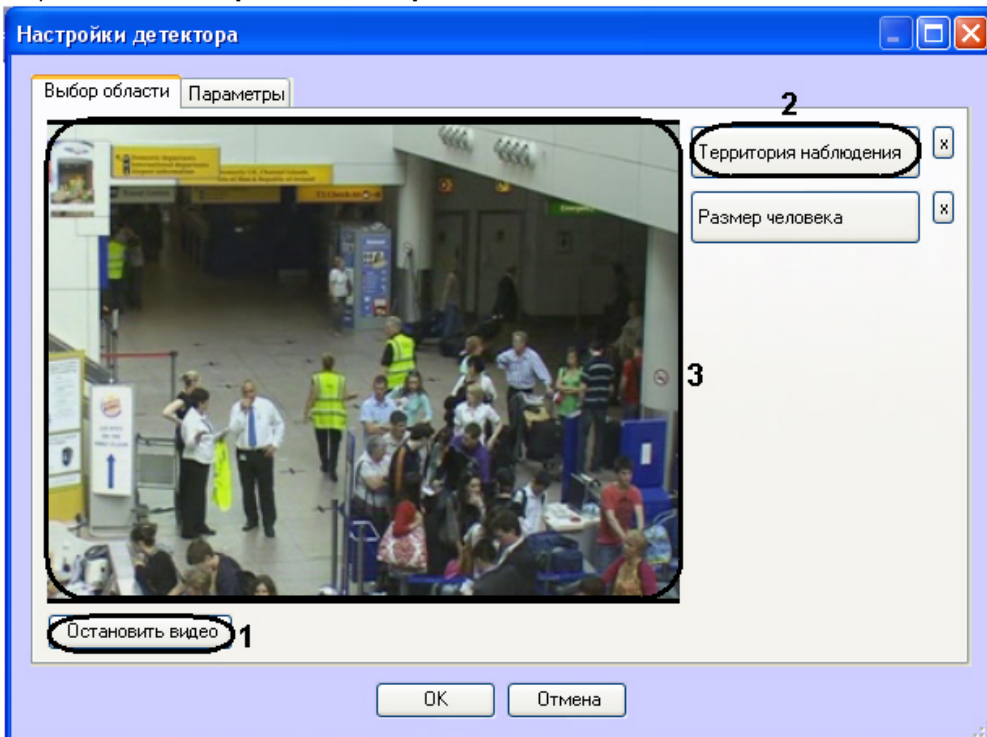 Настройки детектора
Выбор области
Параметры
2
Территория наблюдения
x
Размер человека
x
3
Остановить видео
1
OK
Отмена